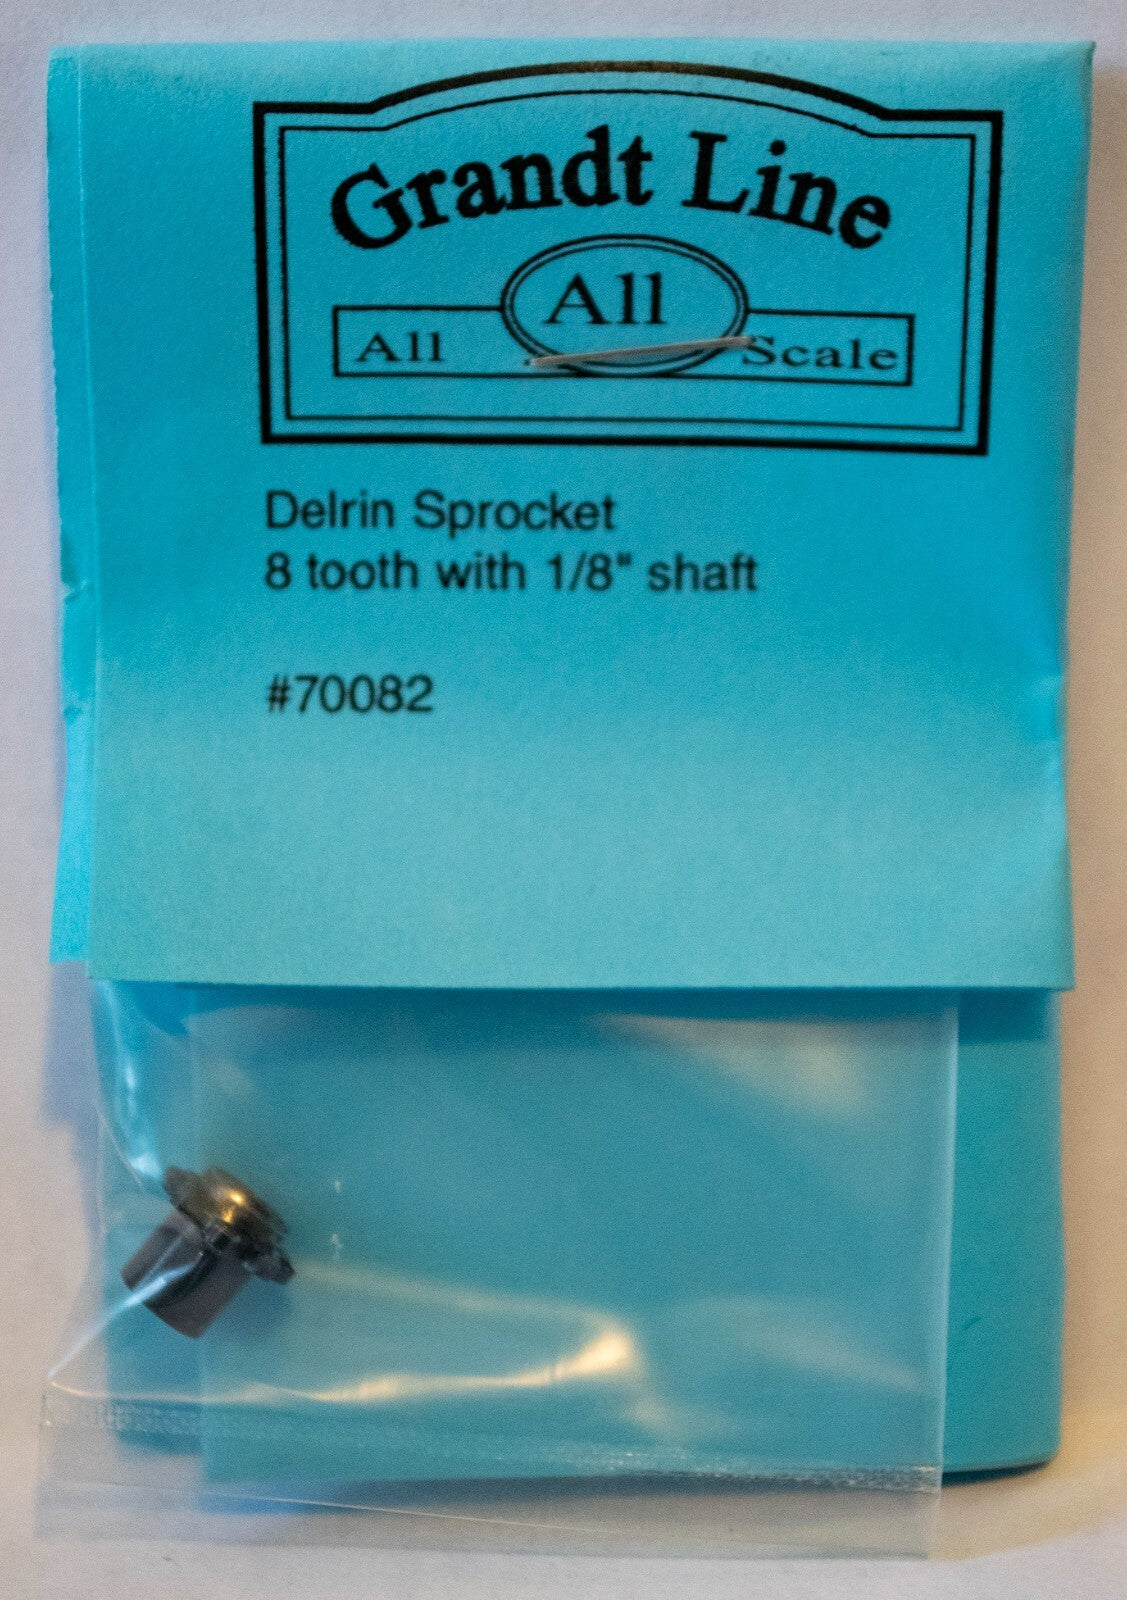 Grandt Line
All
All Scale
Delrin Sprocket
8 tooth with 1/8" shaft
#70082